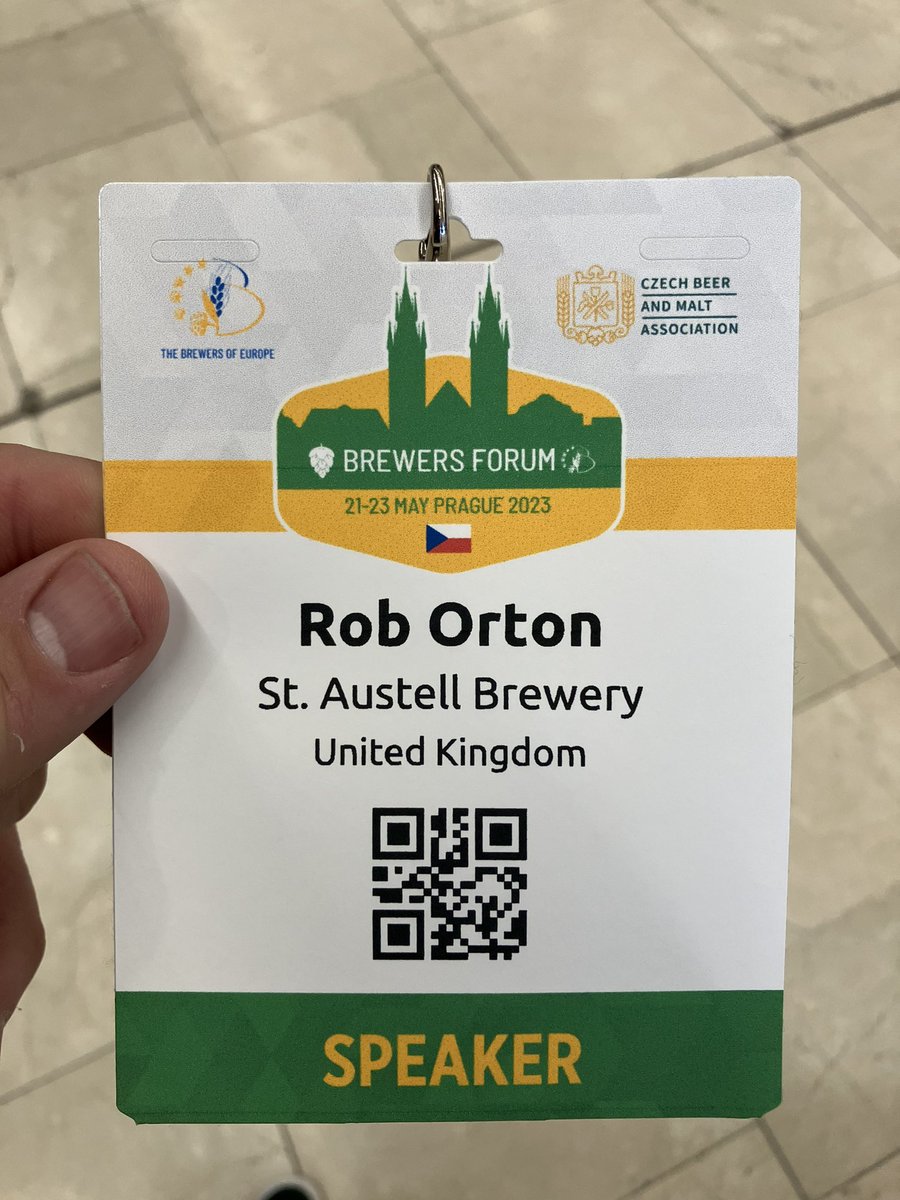 THE BREWERS OF EUROPE
CZECH BEER
AND MALT
ASSOCIATION
BREWERS FORUM
21-23 MAY PRAGUE 2023
Rob Orton
St. Austell Brewery
United Kingdom
SPEAKER